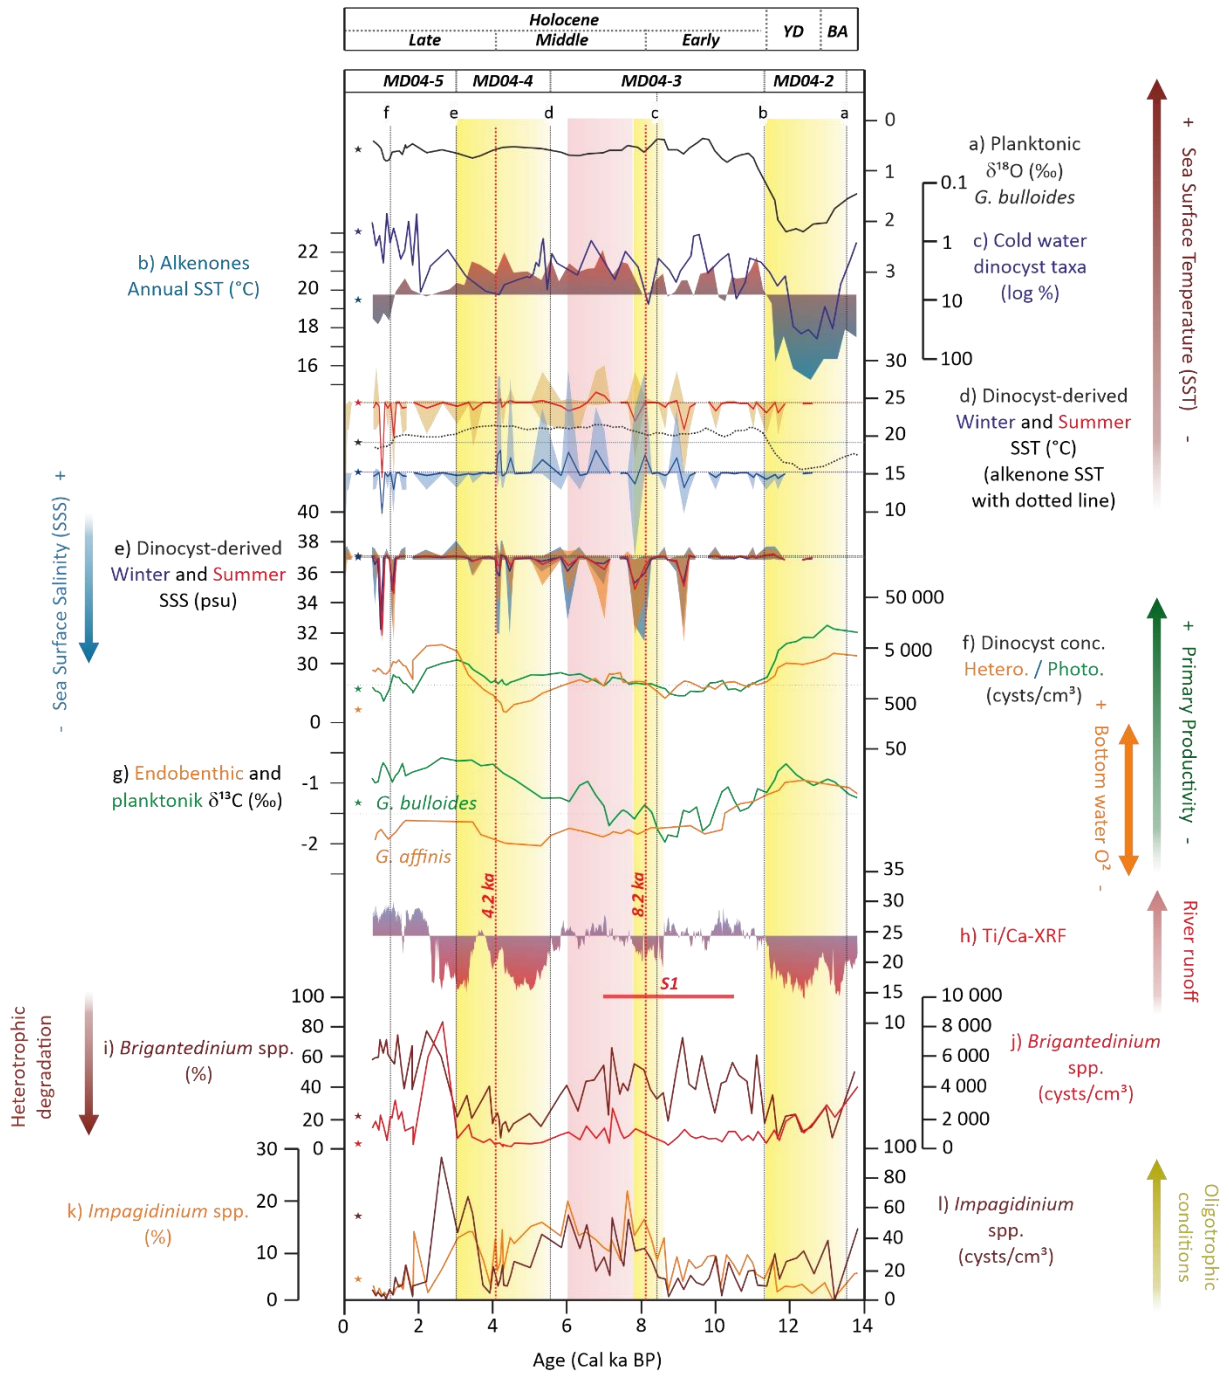 Holocene
YD
BA
Late
Middle
Early
MD04-5
MD04-4
MD04-3
MD04-2
f
e
d
c
b
a
0
1
2
3
a) Planktonic
δ¹⁸O (‰)
G. bulloides
0.1
1
10
100
c) Cold water
dinocyst taxa
(log %)
b) Alkenones
Annual SST (°C)
22
20
18
16
+ Sea Surface Temperature (SST) -
30
25
20
15
10
d) Dinocyst-derived
Winter and Summer
SST (°C)
(alkenone SST
with dotted line)
- Sea Surface Salinity (SSS) +
e) Dinocyst-derived
Winter and Summer
SSS (psu)
40
38
36
34
32
30
50 000
5 000
500
50
f) Dinocyst conc.
Hetero. / Photo.
(cysts/cm³)
+ Primary Productivity -
+ Bottom water O² -
g) Endobenthic and
planktonik δ¹³C (‰)
0
-1
-2
G. bulloides
G. affinis
4.2 ka
8.2 ka
35
30
25
20
15
10
h) Ti/Ca-XRF
River runoff
S1
Heterotrophic
degradation
i) Brigantedinium spp.
(%)
100
80
60
40
20
0
10 000
8 000
6 000
4 000
2 000
0
j) Brigantedinium
spp.
(cysts/cm³)
k) Impagidinium spp.
(%)
30
20
10
0
100
80
60
40
20
0
l) Impagidinium
spp.
(cysts/cm³)
Oligotrophic
conditions
0
2
4
6
8
10
12
14
Age (Cal ka BP)